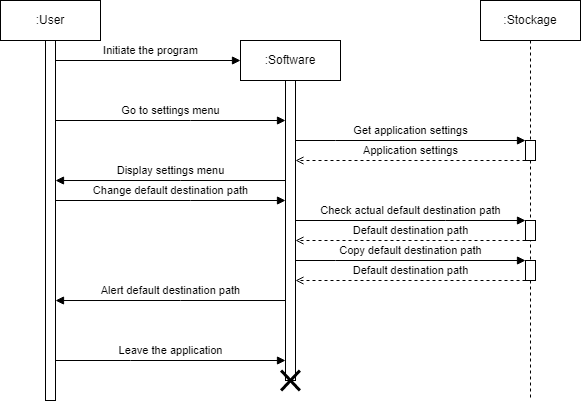 :User
:Stockage
Initiate the program
:Software
Go to settings menu
Get application settings
Application settings
Display settings menu
Change default destination path
Check actual default destination path
Default destination path
Copy default destination path
Default destination path
Alert default destination path
Leave the application